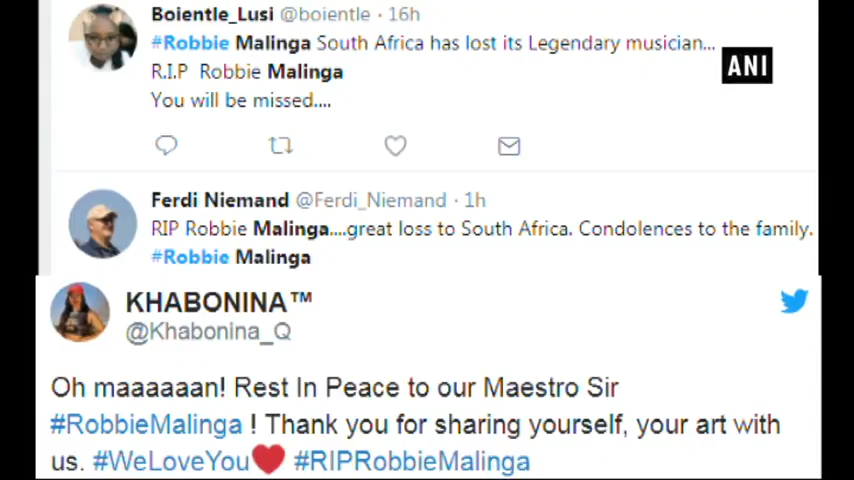 Boientle_Lusi @boientle · 16h
#Robbie Malinga South Africa has lost its Legendary musician...
ANI
R.I.P Robbie Malinga
You will be missed....
Ferdi Niemand @Ferdi_Niemand · 1h
RIP Robbie Malinga....great loss to South Africa. Condolences to the family.
#Robbie Malinga
KHABONINA™
@Khabonina_Q
Oh maaaaaan! Rest In Peace to our Maestro Sir
#RobbieMalinga ! Thank you for sharing yourself, your art with
us. #WeLoveYou❤ #RIPRobbieMalinga